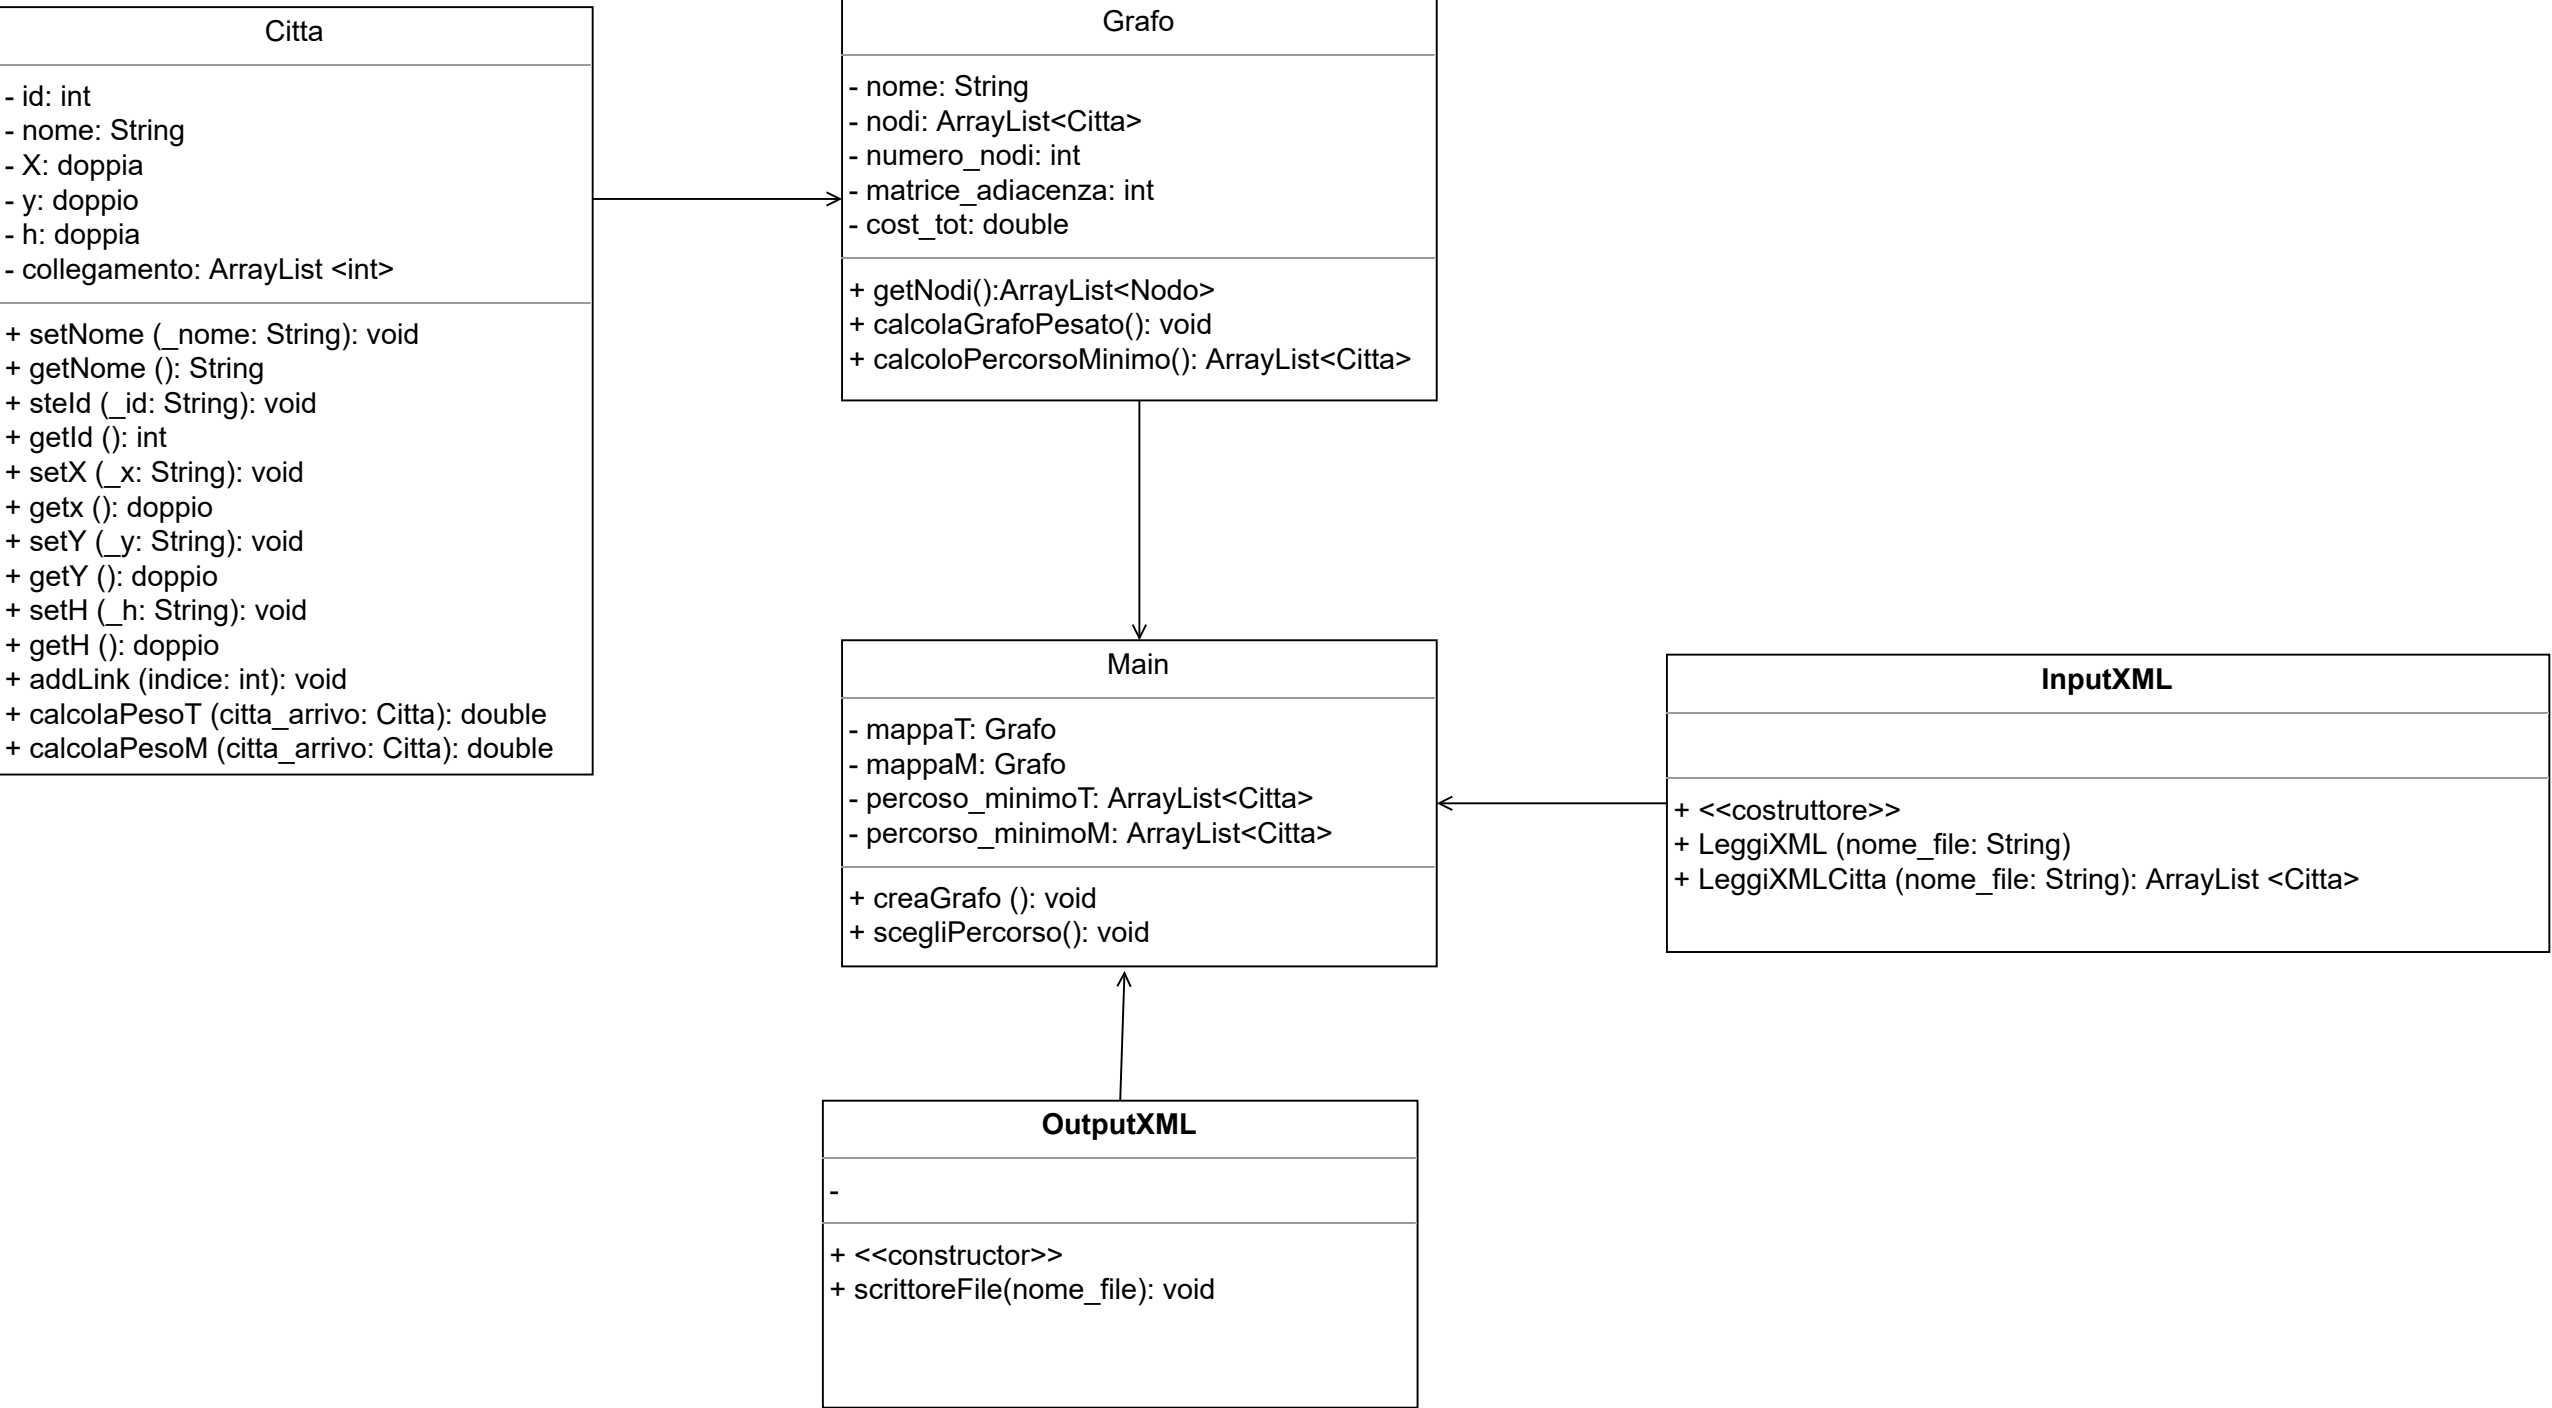 Citta
- id: int
- nome: String
- X: doppia
- y: doppio
- h: doppia
- collegamento: ArrayList <int>
+ setNome (_nome: String): void
+ getNome (): String
+ steId (_id: String): void
+ getId (): int
+ setX (_x: String): void
+ getx (): doppio
+ setY (_y: String): void
+ getY (): doppio
+ setH (_h: String): void
+ getH (): doppio
+ addLink (indice: int): void
+ calcolaPesoT (citta_arrivo: Citta): double
+ calcolaPesoM (citta_arrivo: Citta): double
Grafo
- nome: String
- nodi: ArrayList<Citta>
- numero_nodi: int
- matrice_adiacenza: int
- cost_tot: double
+ getNodi():ArrayList<Nodo>
+ calcolaGrafoPesato(): void
+ calcoloPercorsoMinimo(): ArrayList<Citta>
Main
- mappaT: Grafo
- mappaM: Grafo
- percoso_minimoT: ArrayList<Citta>
- percorso_minimoM: ArrayList<Citta>
+ creaGrafo (): void
+ scegliPercorso(): void
InputXML
+ <<costruttore>>
+ LeggiXML (nome_file: String)
+ LeggiXMLCitta (nome_file: String): ArrayList <Citta>
OutputXML
-
+ <<constructor>>
+ scrittoreFile(nome_file): void